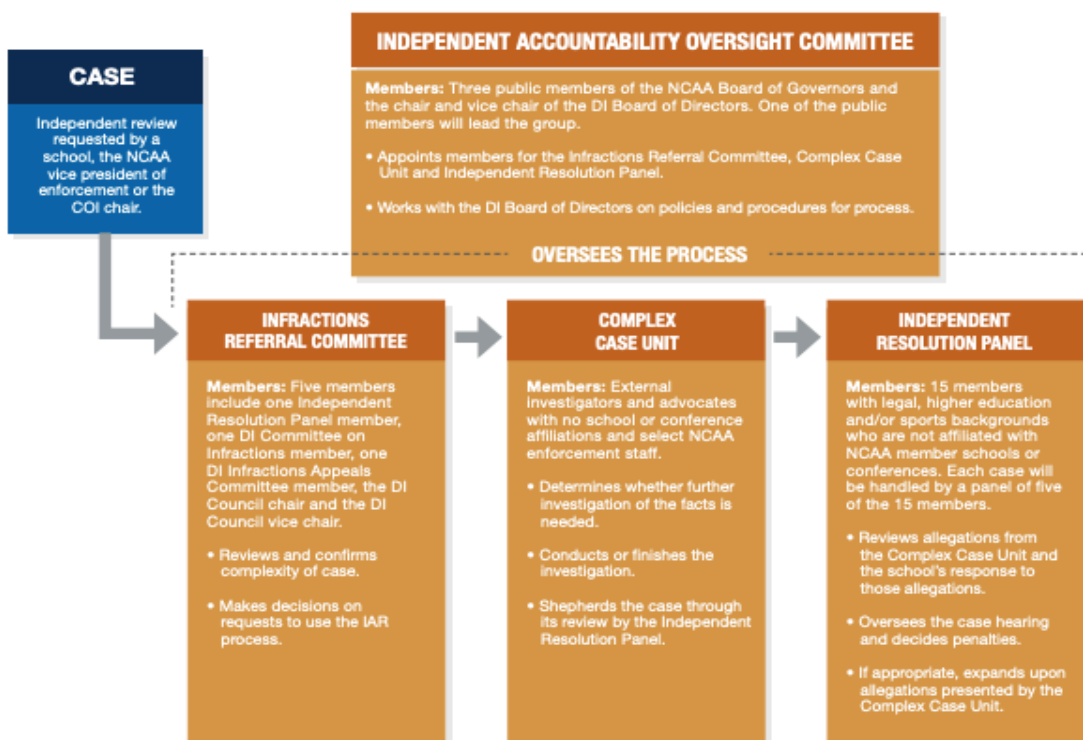 CASE
Independent review
requested by a
school, the NCAA
vice president of
enforcement or the
COI chair.
INDEPENDENT ACCOUNTABILITY OVERSIGHT COMMITTEE
Members: Three public members of the NCAA Board of Governors and
the chair and vice chair of the DI Board of Directors. One of the public
members will lead the group.
• Appoints members for the Infractions Referral Committee, Complex Case
Unit and Independent Resolution Panel.
• Works with the DI Board of Directors on policies and procedures for process.
OVERSEES THE PROCESS
INFRACTIONS
REFERRAL COMMITTEE
Members: Five members
include one Independent
Resolution Panel member,
one DI Committee on
Infractions member, one
DI Infractions Appeals
Committee member, the DI
Council chair and the DI
Council vice chair.
• Reviews and confirms
complexity of case.
• Makes decisions on
requests to use the IAR
process.
COMPLEX
CASE UNIT
Members: External
investigators and advocates
with no school or conference
affiliations and select NCAA
enforcement staff.
• Determines whether further
investigation of the facts is
needed.
• Conducts or finishes the
investigation.
• Shepherds the case through
its review by the Independent
Resolution Panel.
INDEPENDENT
RESOLUTION PANEL
Members: 15 members
with legal, higher education
and/or sports backgrounds
who are not affiliated with
NCAA member schools or
conferences. Each case will
be handled by a panel of five
of the 15 members.
• Reviews allegations from
the Complex Case Unit and
the school's response to
those allegations.
• Oversees the case hearing
and decides penalties.
• If appropriate, expands upon
allegations presented by the
Complex Case Unit.